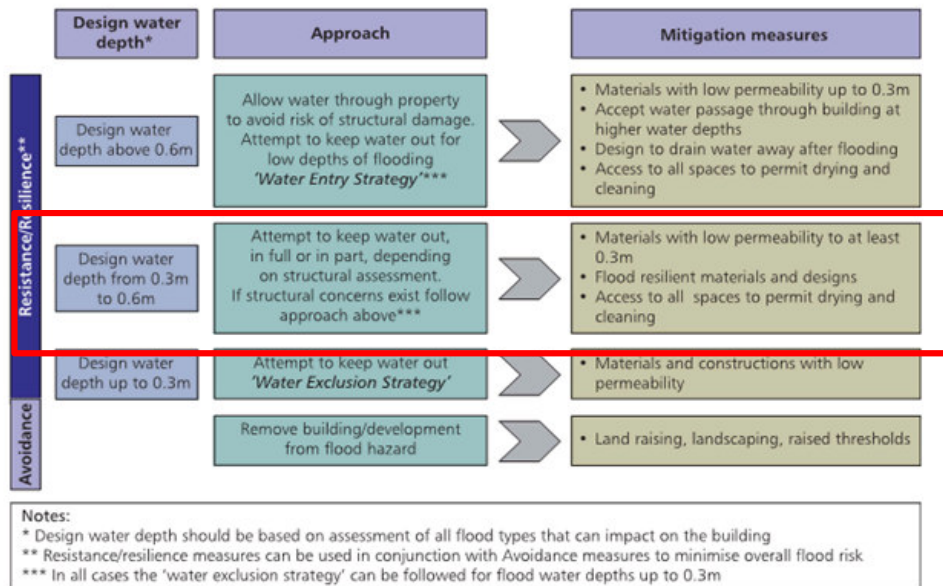 Design water
depth*
Approach
Mitigation measures
Resistance/Resilience**
Design water
depth above 0.6m
Allow water through property
to avoid risk of structural damage.
Attempt to keep water out for
low depths of flooding
'Water Entry Strategy'***
• Materials with low permeability up to 0.3m
• Accept water passage through building at
higher water depths
• Design to drain water away after flooding
• Access to all spaces to permit drying and
cleaning
Design water
depth from 0.3m
to 0.6m
Attempt to keep water out,
in full or in part, depending
on structural assessment.
If structural concerns exist follow
approach above***
• Materials with low permeability to at least
0.3m
• Flood resilient materials and designs
• Access to all spaces to permit drying and
cleaning
Design water
depth up to 0.3m
Attempt to keep water out
'Water Exclusion Strategy'
• Materials and constructions with low
permeability
Avoidance
Remove building/development
from flood hazard
• Land raising, landscaping, raised thresholds
Notes:
* Design water depth should be based on assessment of all flood types that can impact on the building
** Resistance/resilience measures can be used in conjunction with Avoidance measures to minimise overall flood risk
*** In all cases the 'water exclusion strategy' can be followed for flood water depths up to 0.3m